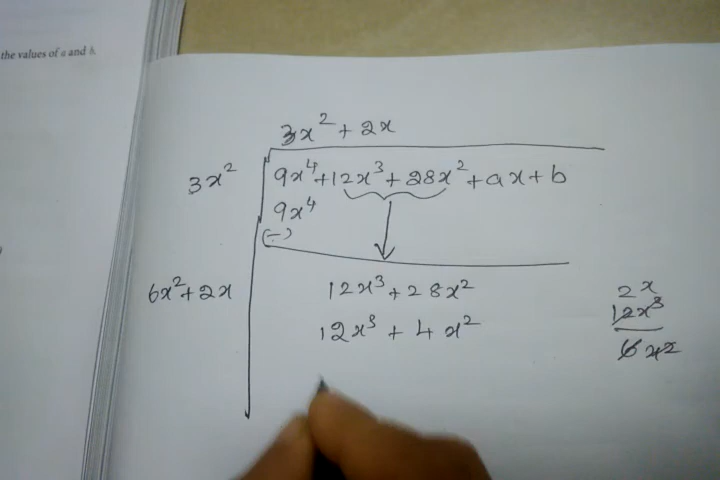 the values of a and b.
3x² + 2x
3x² 9x⁴+12x³+28x²+ax+b
9x⁴
(-)
6x²+2x 12x³+28x²
12x³ + 4x²
2x
12x³
6x²